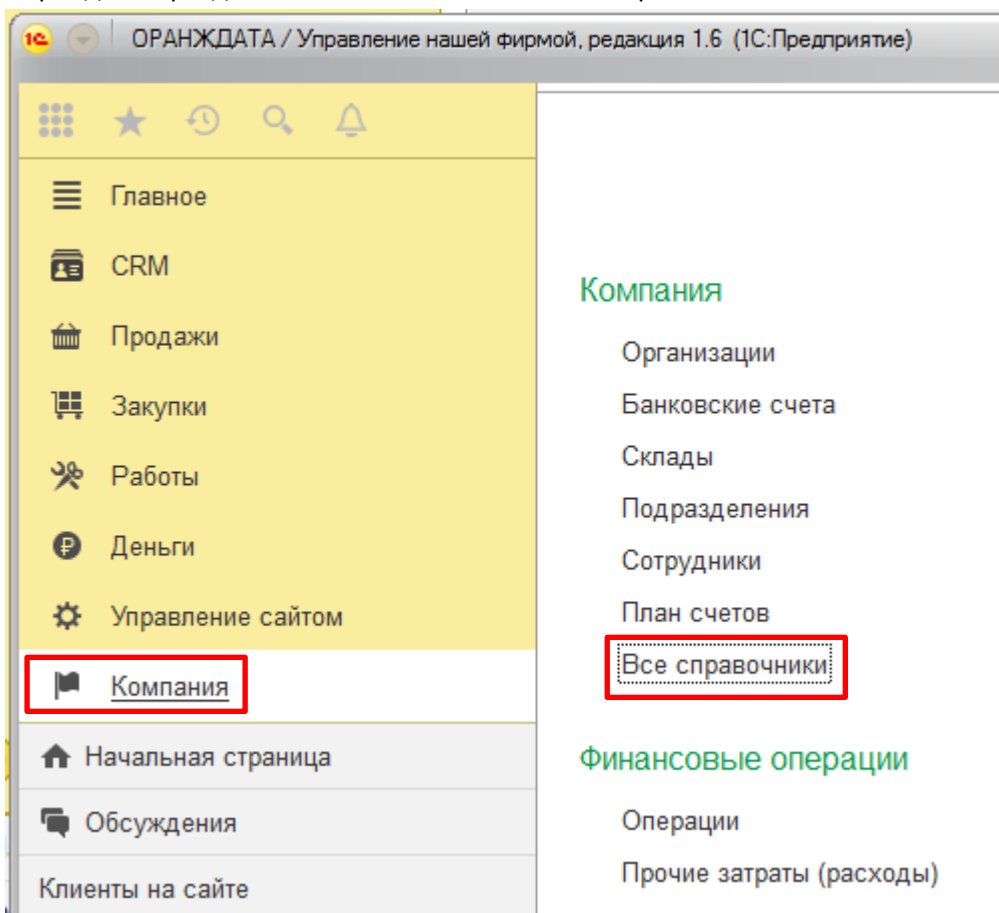 1С ОРАНЖДАТА / Управление нашей фирмой, редакция 1.6 (1С:Предприятие)
Главное
CRM
Продажи
Закупки
Работы
Деньги
Управление сайтом
Компания
Начальная страница
Обсуждения
Клиенты на сайте
Компания
Организации
Банковские счета
Склады
Подразделения
Сотрудники
План счетов
Все справочники
Финансовые операции
Операции
Прочие затраты (расходы)